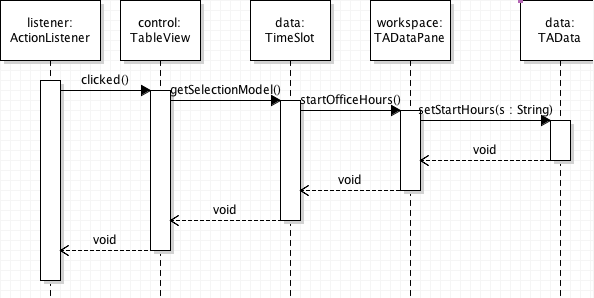 listener:
ActionListener
control:
TableView
data:
TimeSlot
workspace:
TADataPane
data:
TAData
clicked()
getSelectionModel()
startOfficeHours()
setStartHours(s : String)
void
void
void
void